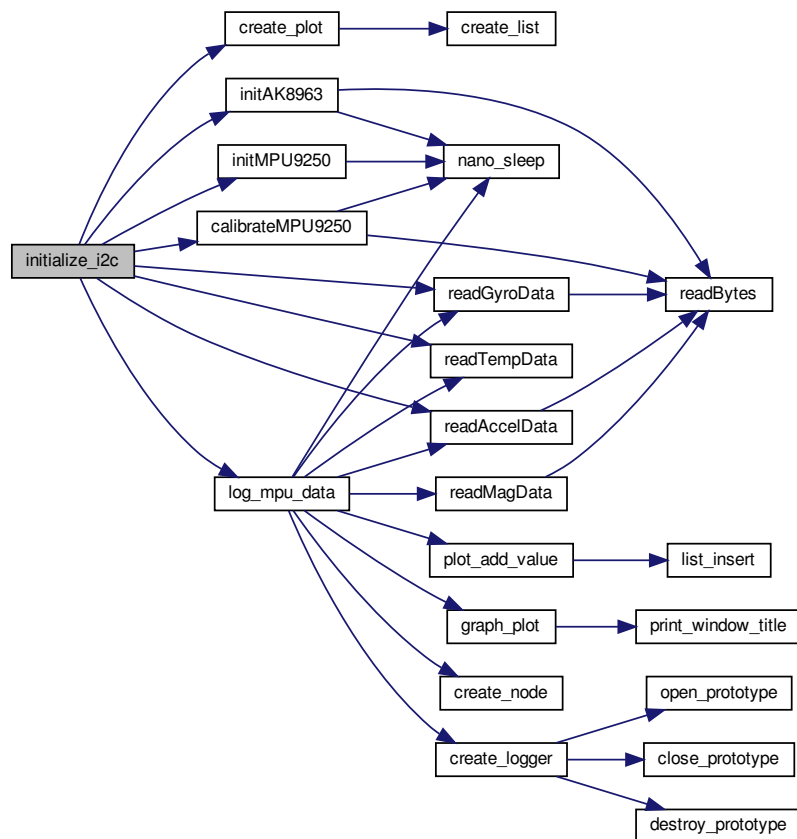 create_plot
create_list
initAK8963
initMPU9250
nano_sleep
calibrateMPU9250
initialize_i2c
readGyroData
readBytes
readTempData
readAccelData
log_mpu_data
readMagData
plot_add_value
list_insert
graph_plot
print_window_title
create_node
open_prototype
create_logger
close_prototype
destroy_prototype